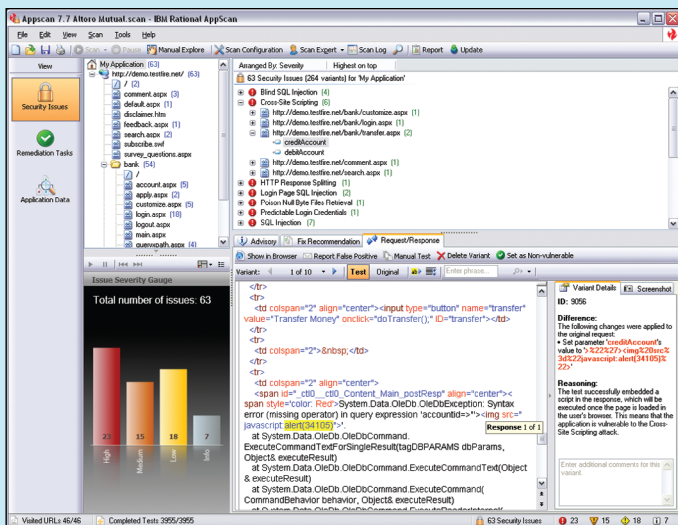 Appscan 7.7 Altoro Mutual.scan - IBM Rational AppScan
File Edit View Scan Tools Help
Scan Pause Manual Explore Scan Configuration Scan Expert Scan Log Report Update
View
Security Issues
Remediation Tasks
Application Data
My Application (63)
http://demo.testfire.net/ (63)
/ (2)
comment.aspx (3)
default.aspx (1)
disclaimer.htm
feedback.aspx (1)
search.aspx (2)
subscribe.swf
survey_questions.aspx
bank (54)
/
account.aspx (5)
apply.aspx (2)
customize.aspx (5)
login.aspx (18)
logout.aspx
main.aspx
queryxpath.aspx (4)
Issue Severity Gauge
Total number of issues: 63
23 15 18 7
High Medium Low Info
Arranged By: Severity Highest on top
63 Security Issues (264 variants) for 'My Application'
Blind SQL Injection (4)
Cross-Site Scripting (6)
http://demo.testfire.net/bank/customize.aspx (1)
http://demo.testfire.net/bank/login.aspx (1)
http://demo.testfire.net/bank/transfer.aspx (2)
creditAccount
debitAccount
http://demo.testfire.net/comment.aspx (1)
http://demo.testfire.net/search.aspx (1)
HTTP Response Splitting (1)
Login Page SQL Injection (2)
Poison Null Byte Files Retrieval (1)
Predictable Login Credentials (1)
SQL Injection (7)
Advisory Fix Recommendation Request/Response
Show in Browser Report False Positive Manual Test Delete Variant Set as Non-vulnerable
Variant: 1 of 10 Test Original Enter phrase...
</tr>
<tr>
<td colspan="2" align="center"><input type="button" name="transfer"
value="Transfer Money" onclick="doTransfer();" ID="transfer"></td>
</tr>
<tr>
<td colspan="2">&nbsp;</td>
</tr>
<tr>
<td colspan="2" align="center">
<span id="_ctl0__ctl0_Content_Main_postResp" align="center"><
span style='color: Red'>System.Data.OleDb.OleDbException: Syntax
error (missing operator) in query expression 'accountid=>"'><img src="
javascript:alert(34105)">'.
at System.Data.OleDb.OleDbCommand.
ExecuteCommandTextForSingleResult(tagDBPARAMS dbParams,
Object& executeResult)
at System.Data.OleDb.OleDbCommand.ExecuteCommandText(Object
& executeResult)
at System.Data.OleDb.OleDbCommand.ExecuteCommand(
CommandBehavior behavior, Object& executeResult)
Response 1 of 1
Variant Details Screenshot
ID: 9056
Difference:
The following changes were applied to
the original request:
• Set parameter 'creditAccount's
value to '>%22%27><img%20src%
3d%22javascript:alert(34105)%
22>'
Reasoning:
The test successfully embedded a
script in the response, which will be
executed once the page is loaded in
the user's browser. This means that the
application is vulnerable to the Cross-
Site Scripting attack.
Enter additional comments for this
variant.
Visited URLs 46/46 Completed Tests 3955/3955 63 Security Issues 23 15 18 7